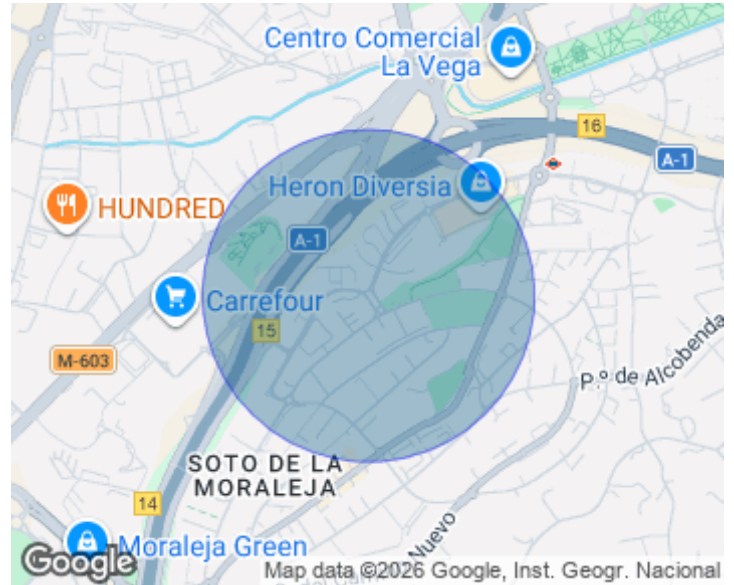 Centro Comercial
La Vega
16
A-1
Heron Diversia
HUNDRED
A-1
Carrefour
15
M-603
P.º de Alcobenda
SOTO DE LA
MORALEJA
14
Moraleja Green
Nuevo
Google
Map data ©2026 Google, Inst. Geogr. Nacional